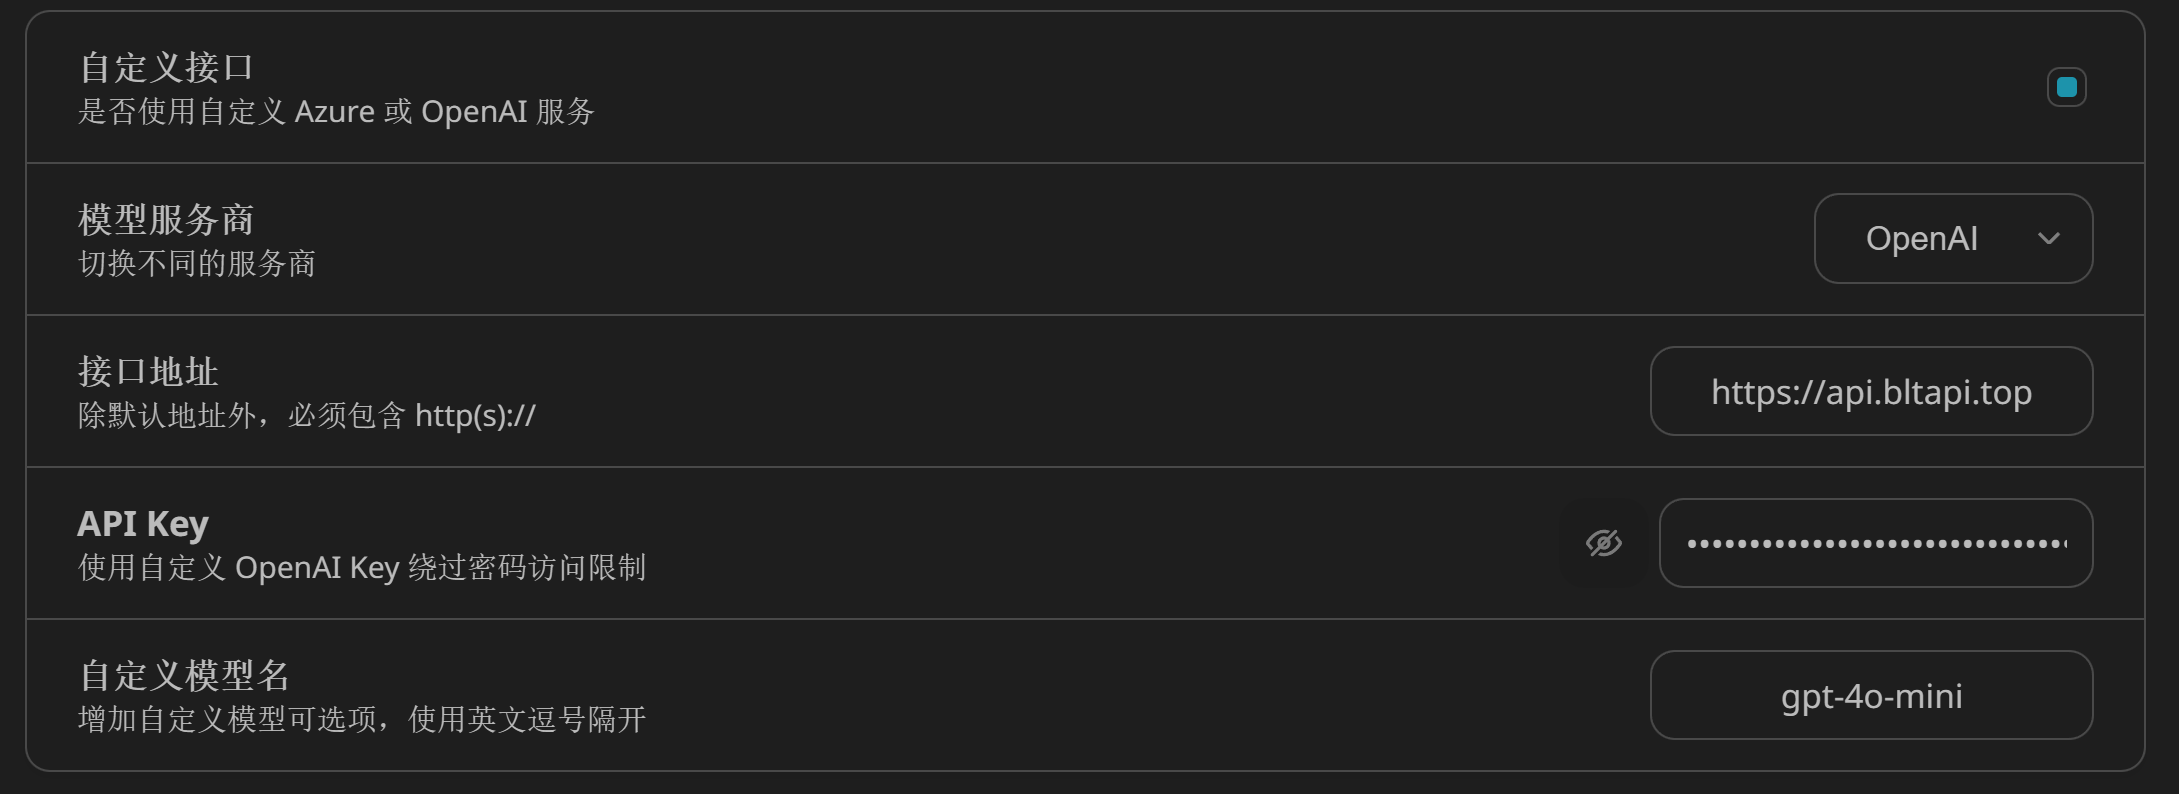 自定义接口
是否使用自定义 Azure 或 OpenAI 服务
模型服务商
切换不同的服务商
OpenAI
接口地址
除默认地址外，必须包含 http(s)://
https://api.bltapi.top
API Key
使用自定义 OpenAI Key 绕过密码访问限制
自定义模型名
增加自定义模型可选项，使用英文逗号隔开
gpt-4o-mini